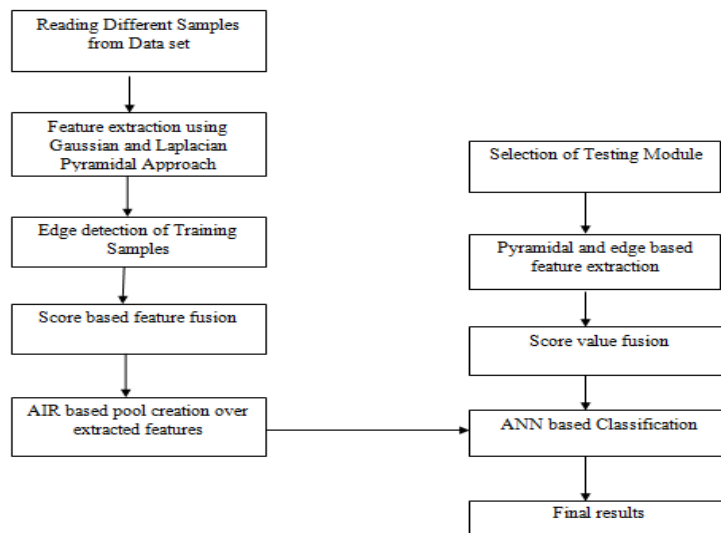 Reading Different Samples
from Data set
Feature extraction using
Gaussian and Laplacian
Pyramidal Approach
Edge detection of Training
Samples
Score based feature fusion
AIR based pool creation over
extracted features
Selection of Testing Module
Pyramidal and edge based
feature extraction
Score value fusion
ANN based Classification
Final results